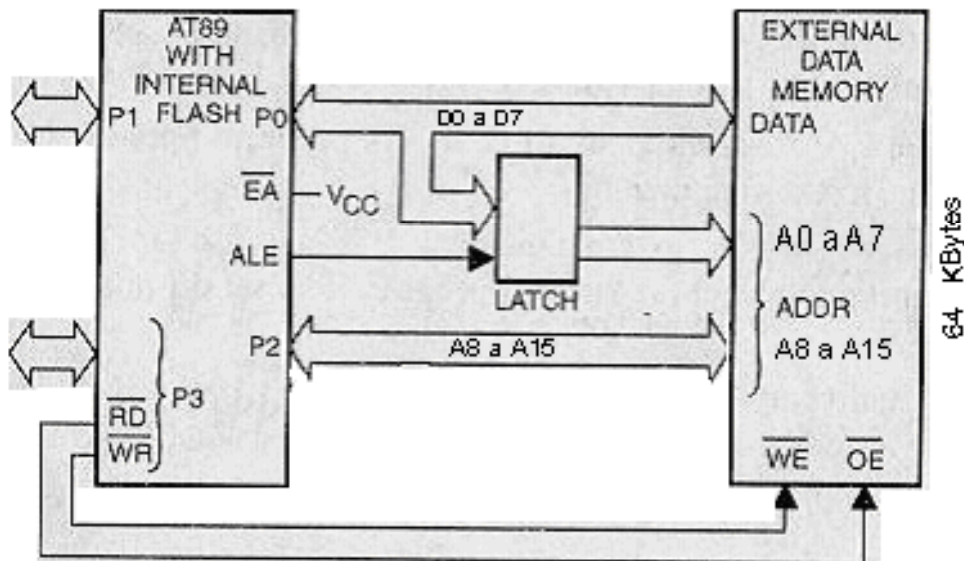 AT89
WITH
INTERNAL
FLASH
P1
P0
EA
VCC
ALE
P2
P3
RD
WR
D0 a D7
LATCH
A8 a A15
EXTERNAL
DATA
MEMORY
DATA
A0 a A7
ADDR
A8 a A15
WE
OE
64 KBytes